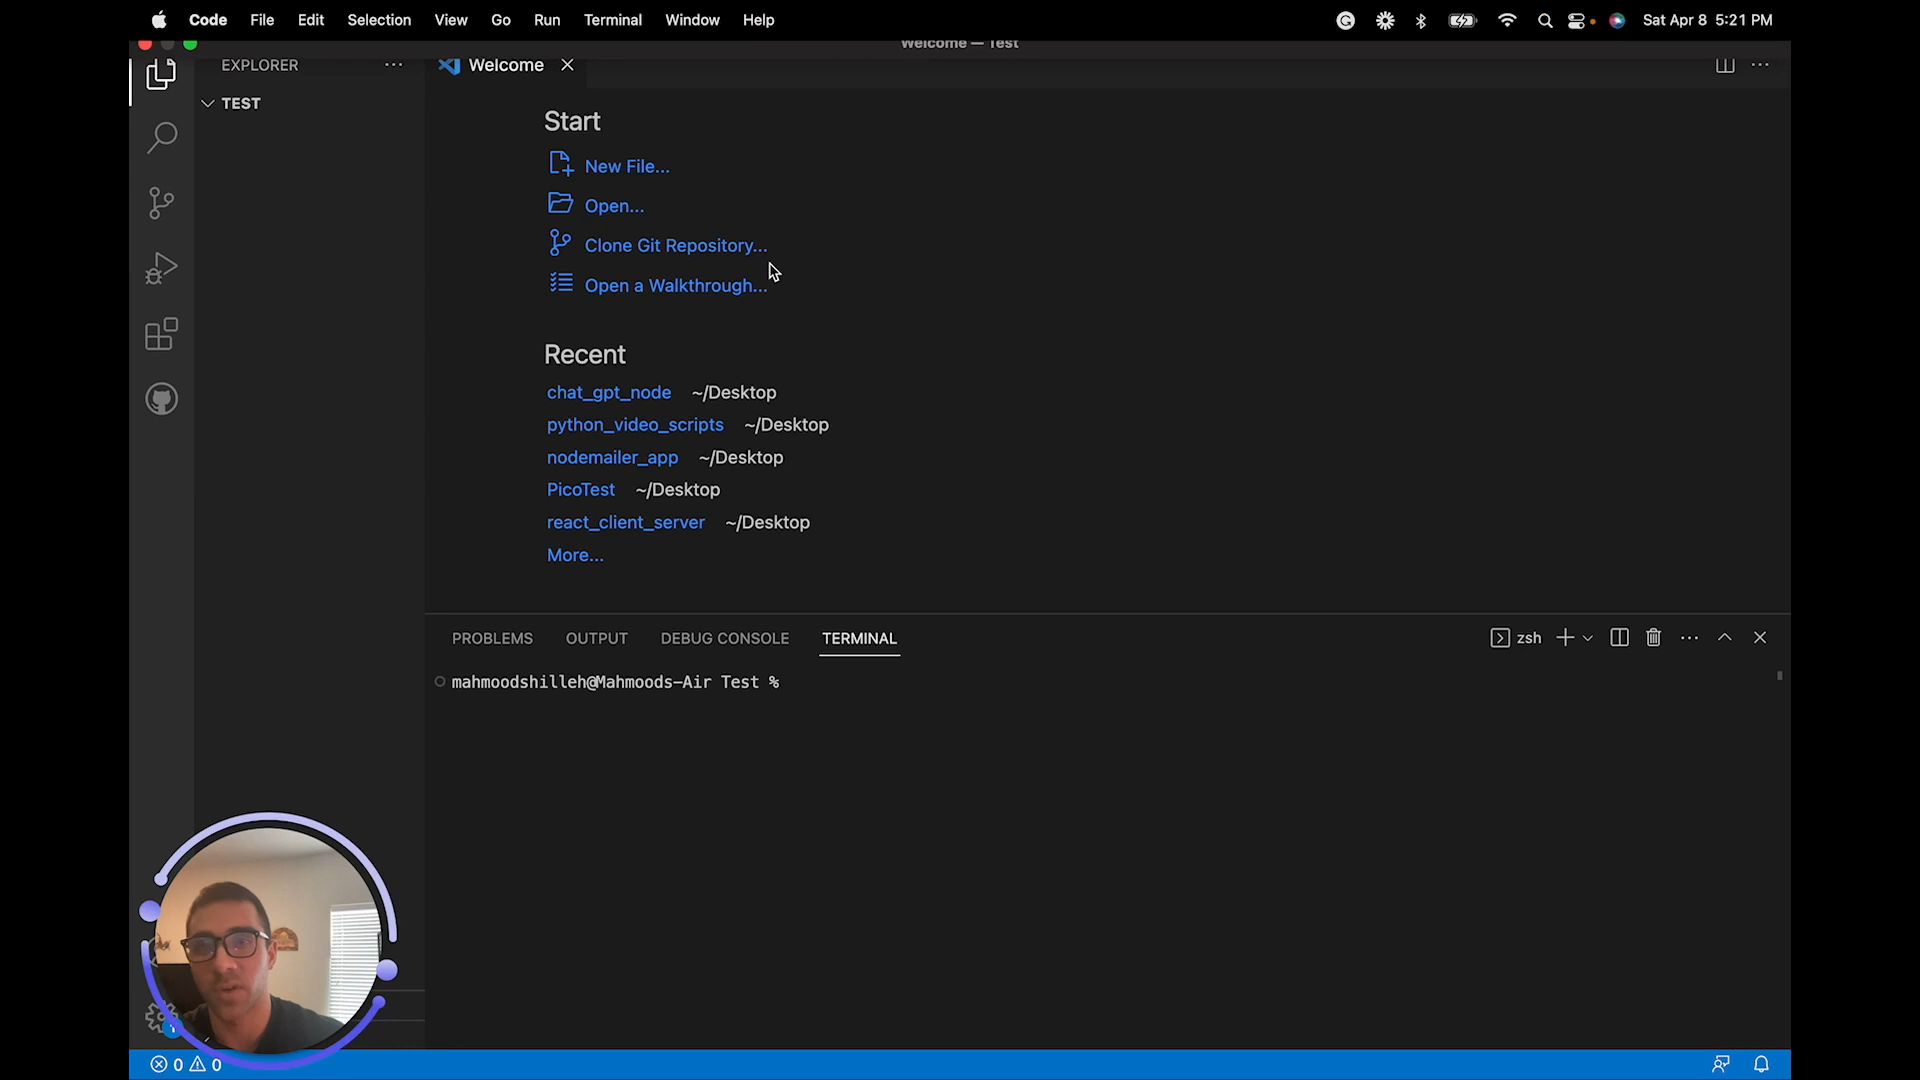 Code File Edit Selection View Go Run Terminal Window Help Sat Apr 8 5:21 PM
Welcome — Test
EXPLORER
Welcome
TEST
Start
New File...
Open...
Clone Git Repository...
Open a Walkthrough...
Recent
chat_gpt_node ~/Desktop
python_video_scripts ~/Desktop
nodemailer_app ~/Desktop
PicoTest ~/Desktop
react_client_server ~/Desktop
More...
PROBLEMS OUTPUT DEBUG CONSOLE TERMINAL zsh
mahmoodshilleh@Mahmoods-Air Test %
0 0